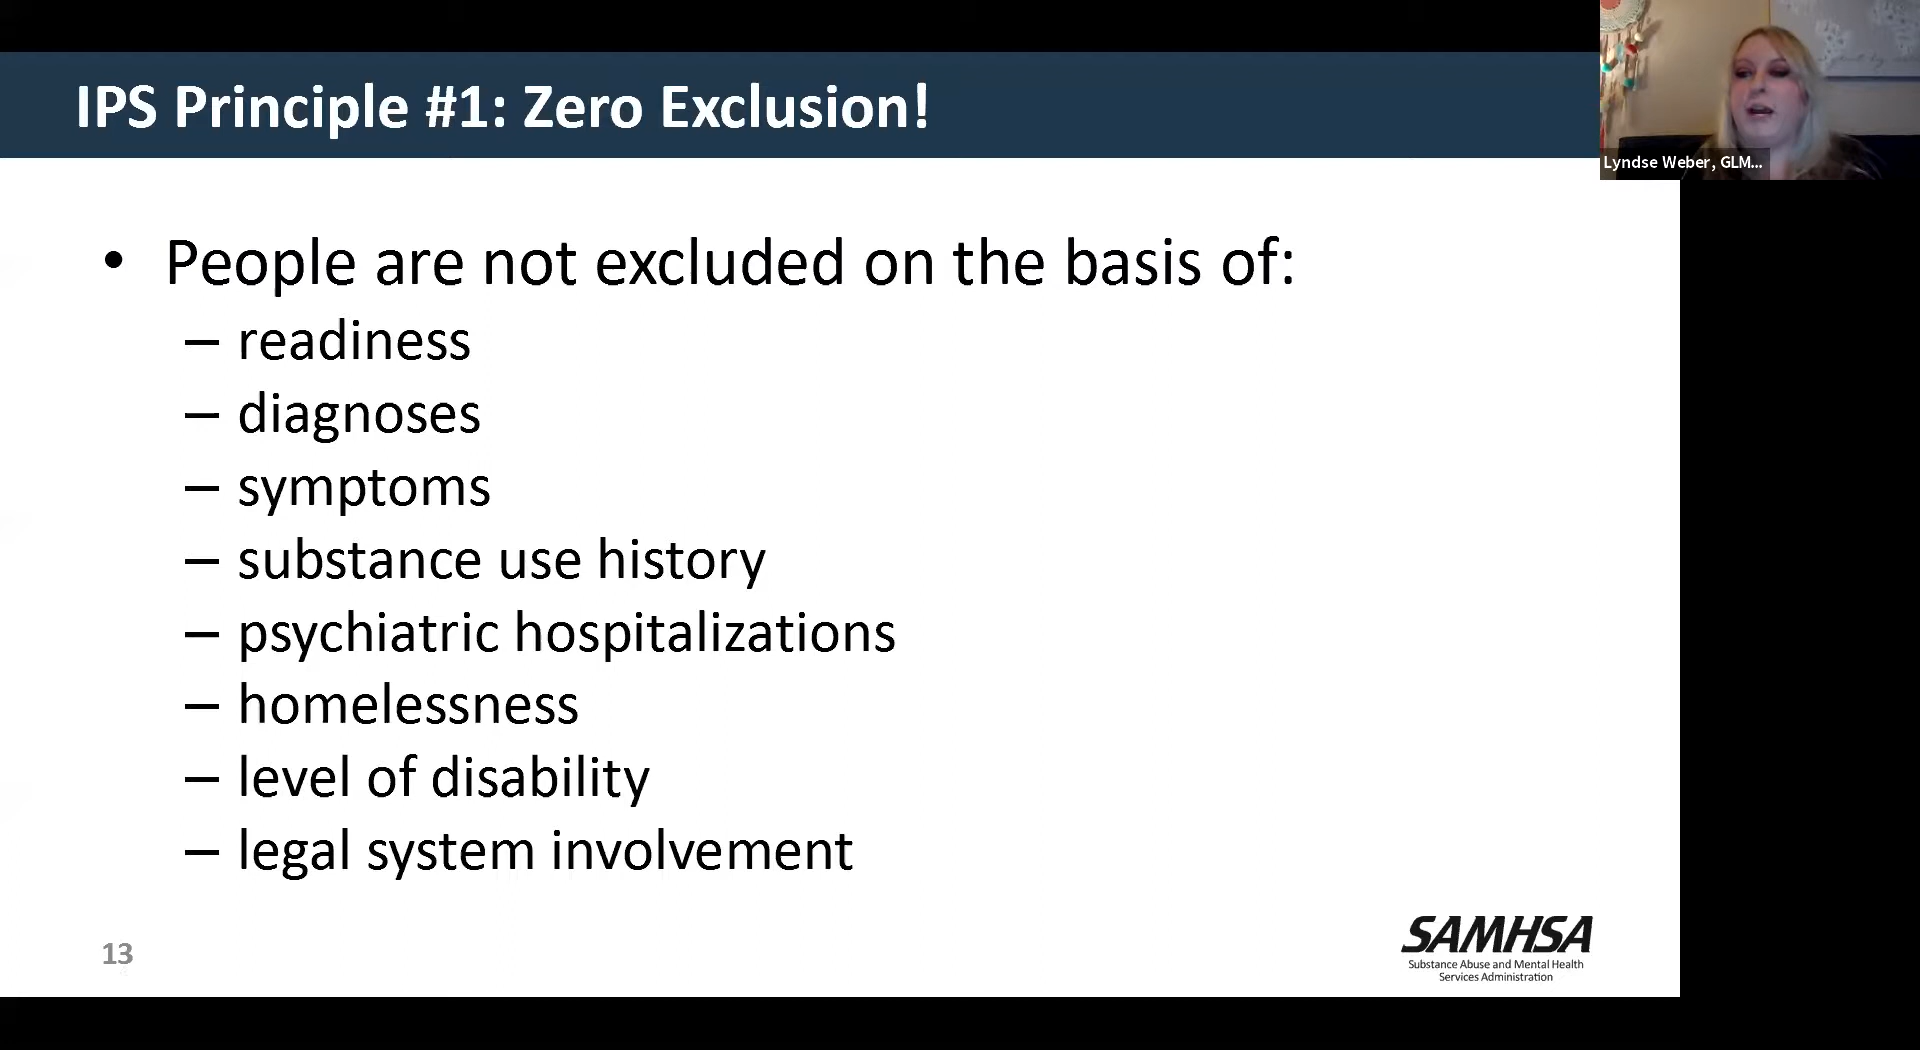 IPS Principle #1: Zero Exclusion!
Lyndse Weber, GLM...
• People are not excluded on the basis of:
– readiness
– diagnoses
– symptoms
– substance use history
– psychiatric hospitalizations
– homelessness
– level of disability
– legal system involvement
13
SAMHSA
Substance Abuse and Mental Health
Services Administration